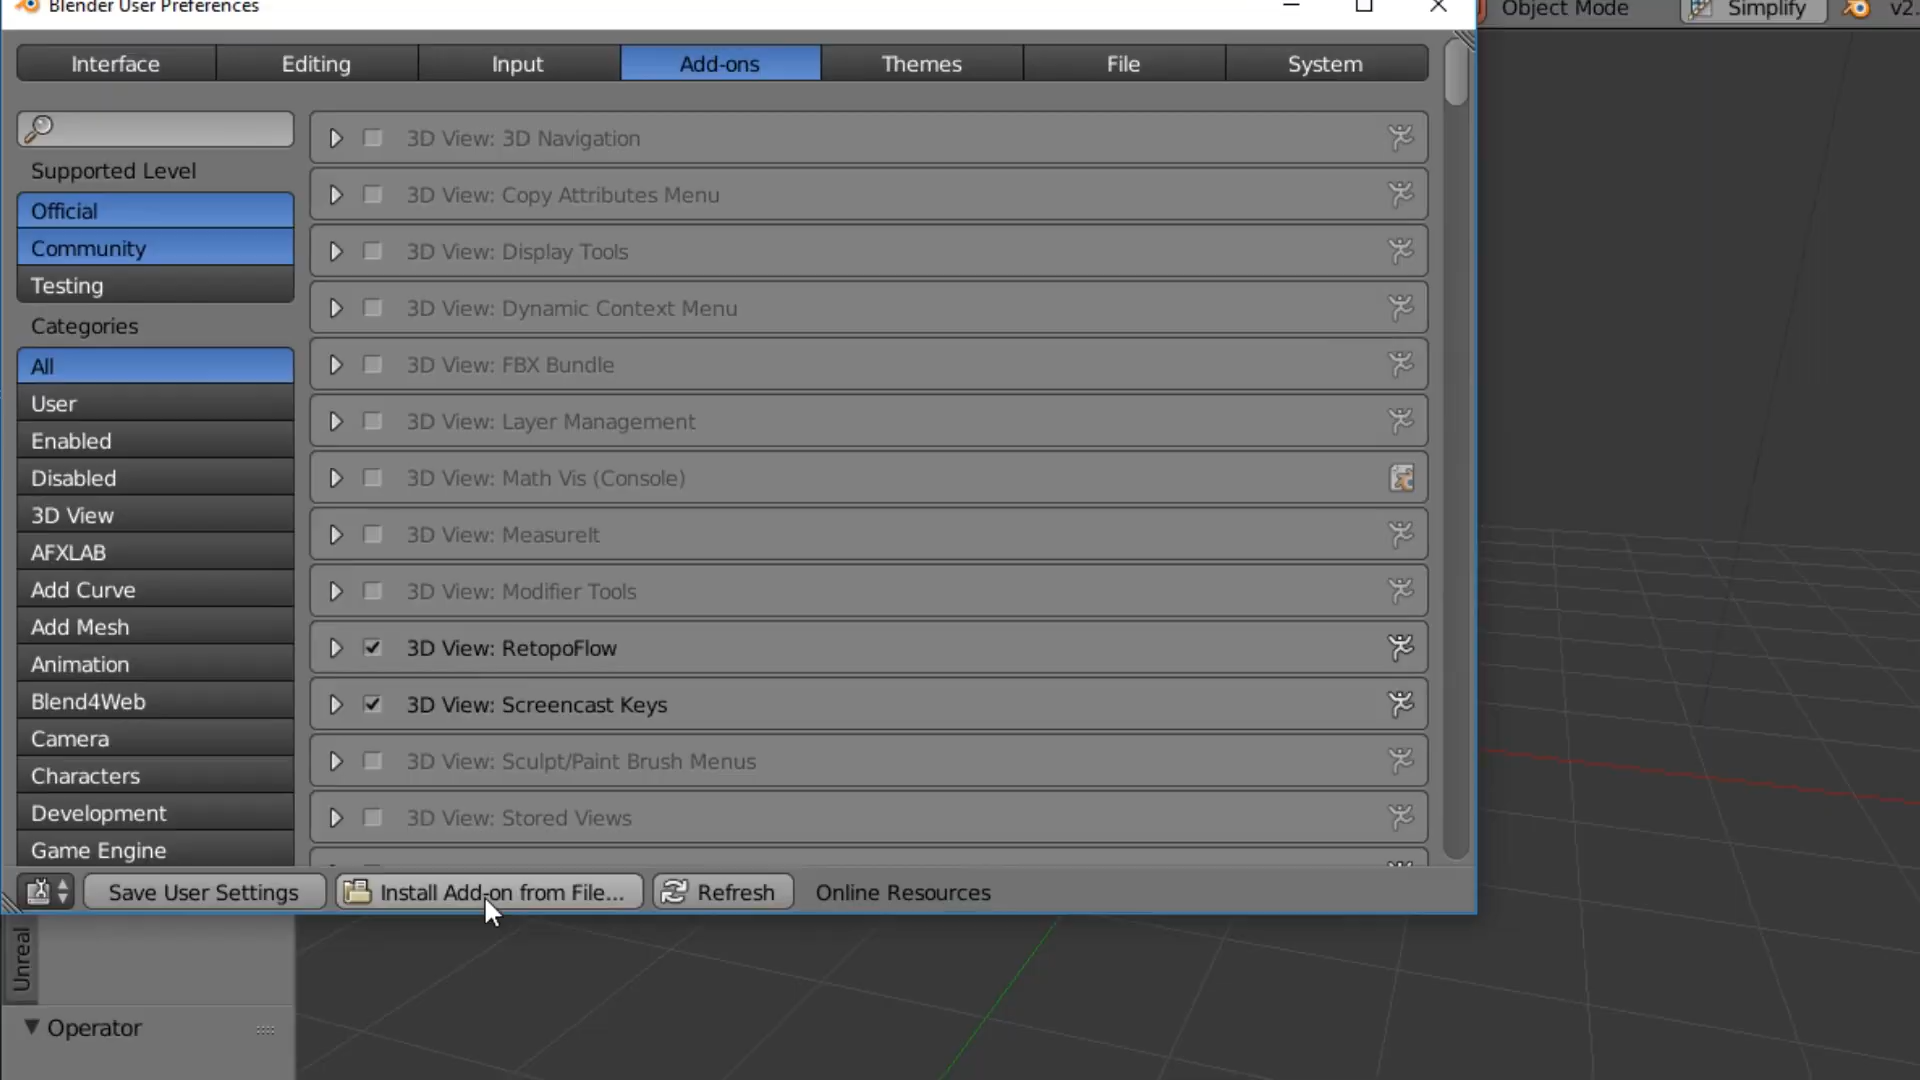 Blender User Preferences
Object Mode
Simplify
v2.
Interface
Editing
Input
Add-ons
Themes
File
System
Supported Level
Official
Community
Testing
Categories
All
User
Enabled
Disabled
3D View
AFXLAB
Add Curve
Add Mesh
Animation
Blend4Web
Camera
Characters
Development
Game Engine
3D View: 3D Navigation
3D View: Copy Attributes Menu
3D View: Display Tools
3D View: Dynamic Context Menu
3D View: FBX Bundle
3D View: Layer Management
3D View: Math Vis (Console)
3D View: MeasureIt
3D View: Modifier Tools
3D View: RetopoFlow
3D View: Screencast Keys
3D View: Sculpt/Paint Brush Menus
3D View: Stored Views
Save User Settings
Install Add-on from File...
Refresh
Online Resources
Unreal
Operator